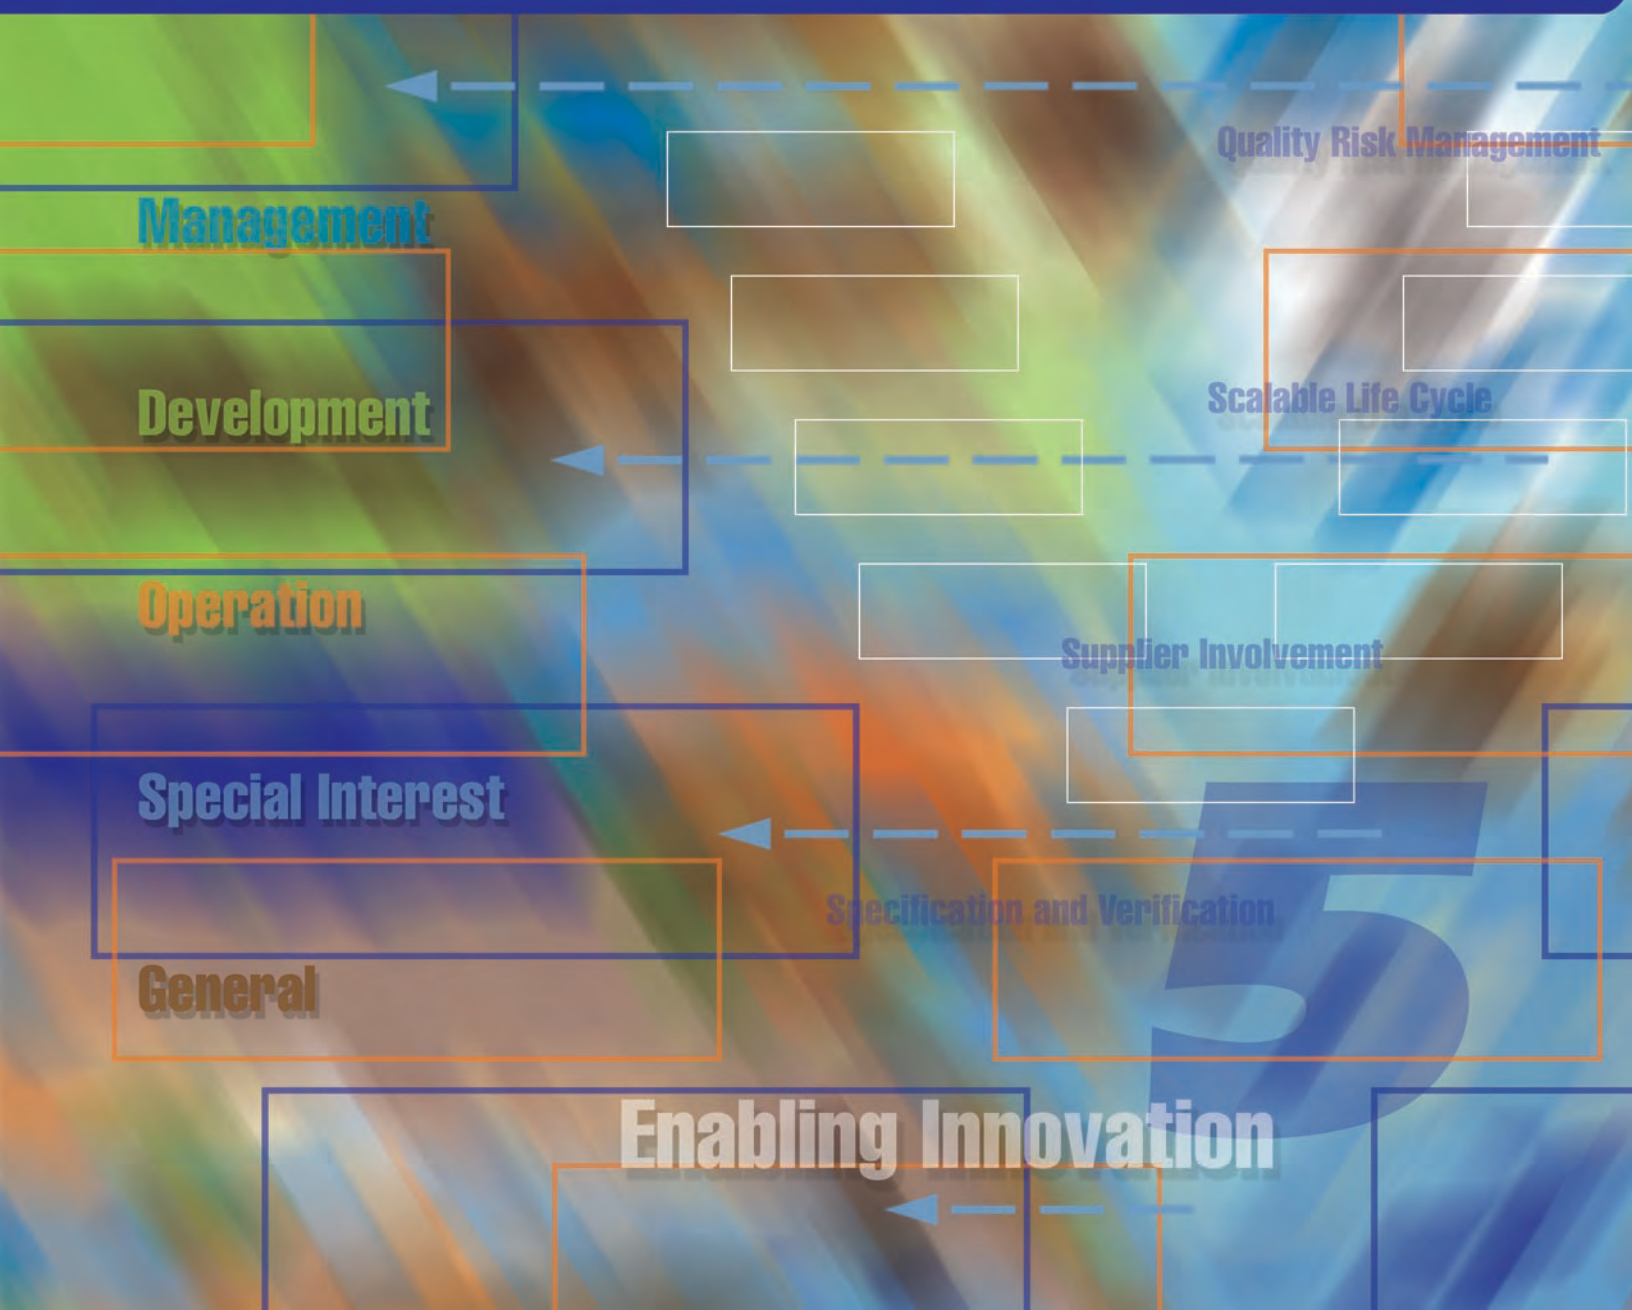 Quality Risk Management
Management
Development
Scalable Life Cycle
Operation
Supplier Involvement
Special Interest
Specification and Verification
General
5
Enabling Innovation